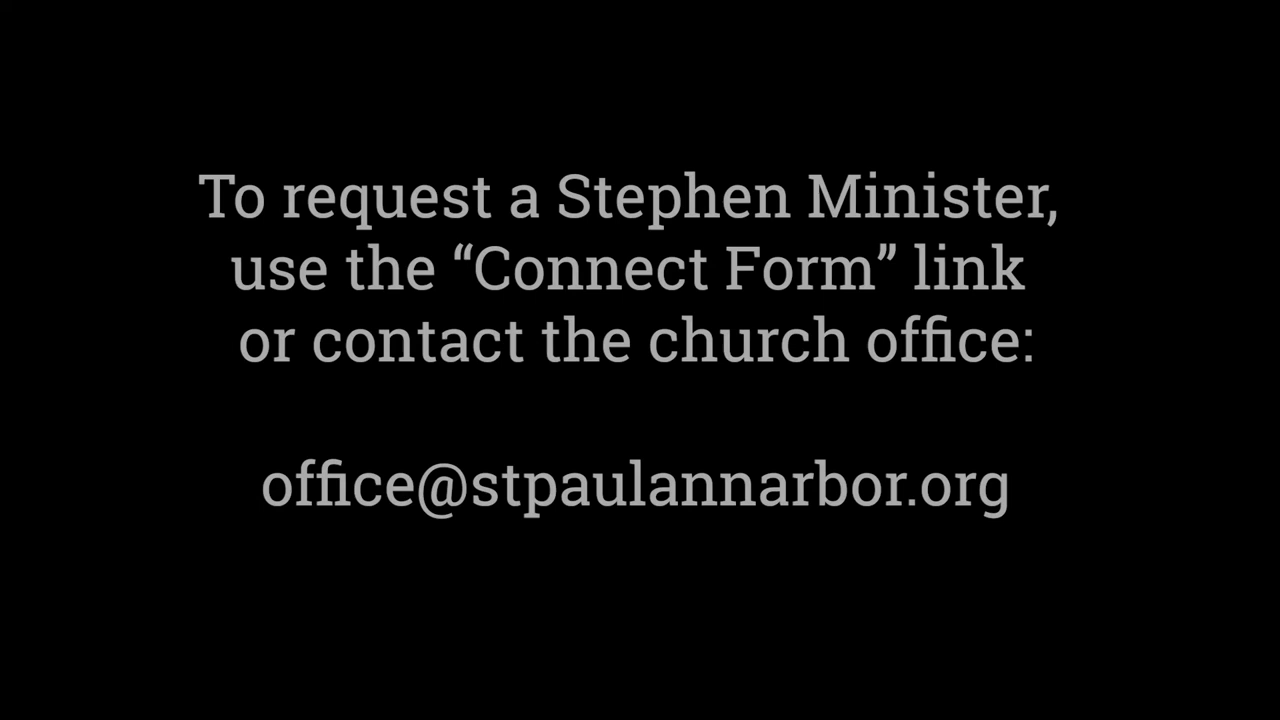 To request a Stephen Minister,
use the “Connect Form” link
or contact the church office:
office@stpaulannarbor.org